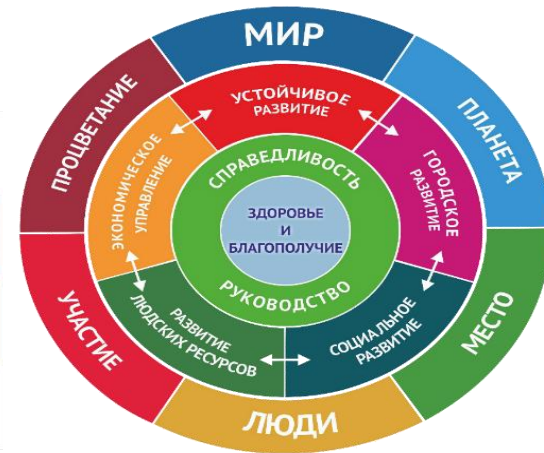 МИР
ПЛАНЕТА
МЕСТО
ЛЮДИ
УЧАСТИЕ
ПРОЦВЕТАНИЕ
УСТОЙЧИВОЕ
РАЗВИТИЕ
ГОРОДСКОЕ
РАЗВИТИЕ
СОЦИАЛЬНОЕ
РАЗВИТИЕ
РАЗВИТИЕ
ЛЮДСКИХ РЕСУРСОВ
ЭКОНОМИЧЕСКОЕ
УПРАВЛЕНИЕ
СПРАВЕДЛИВОСТЬ
РУКОВОДСТВО
ЗДОРОВЬЕ
И
БЛАГОПОЛУЧИЕ